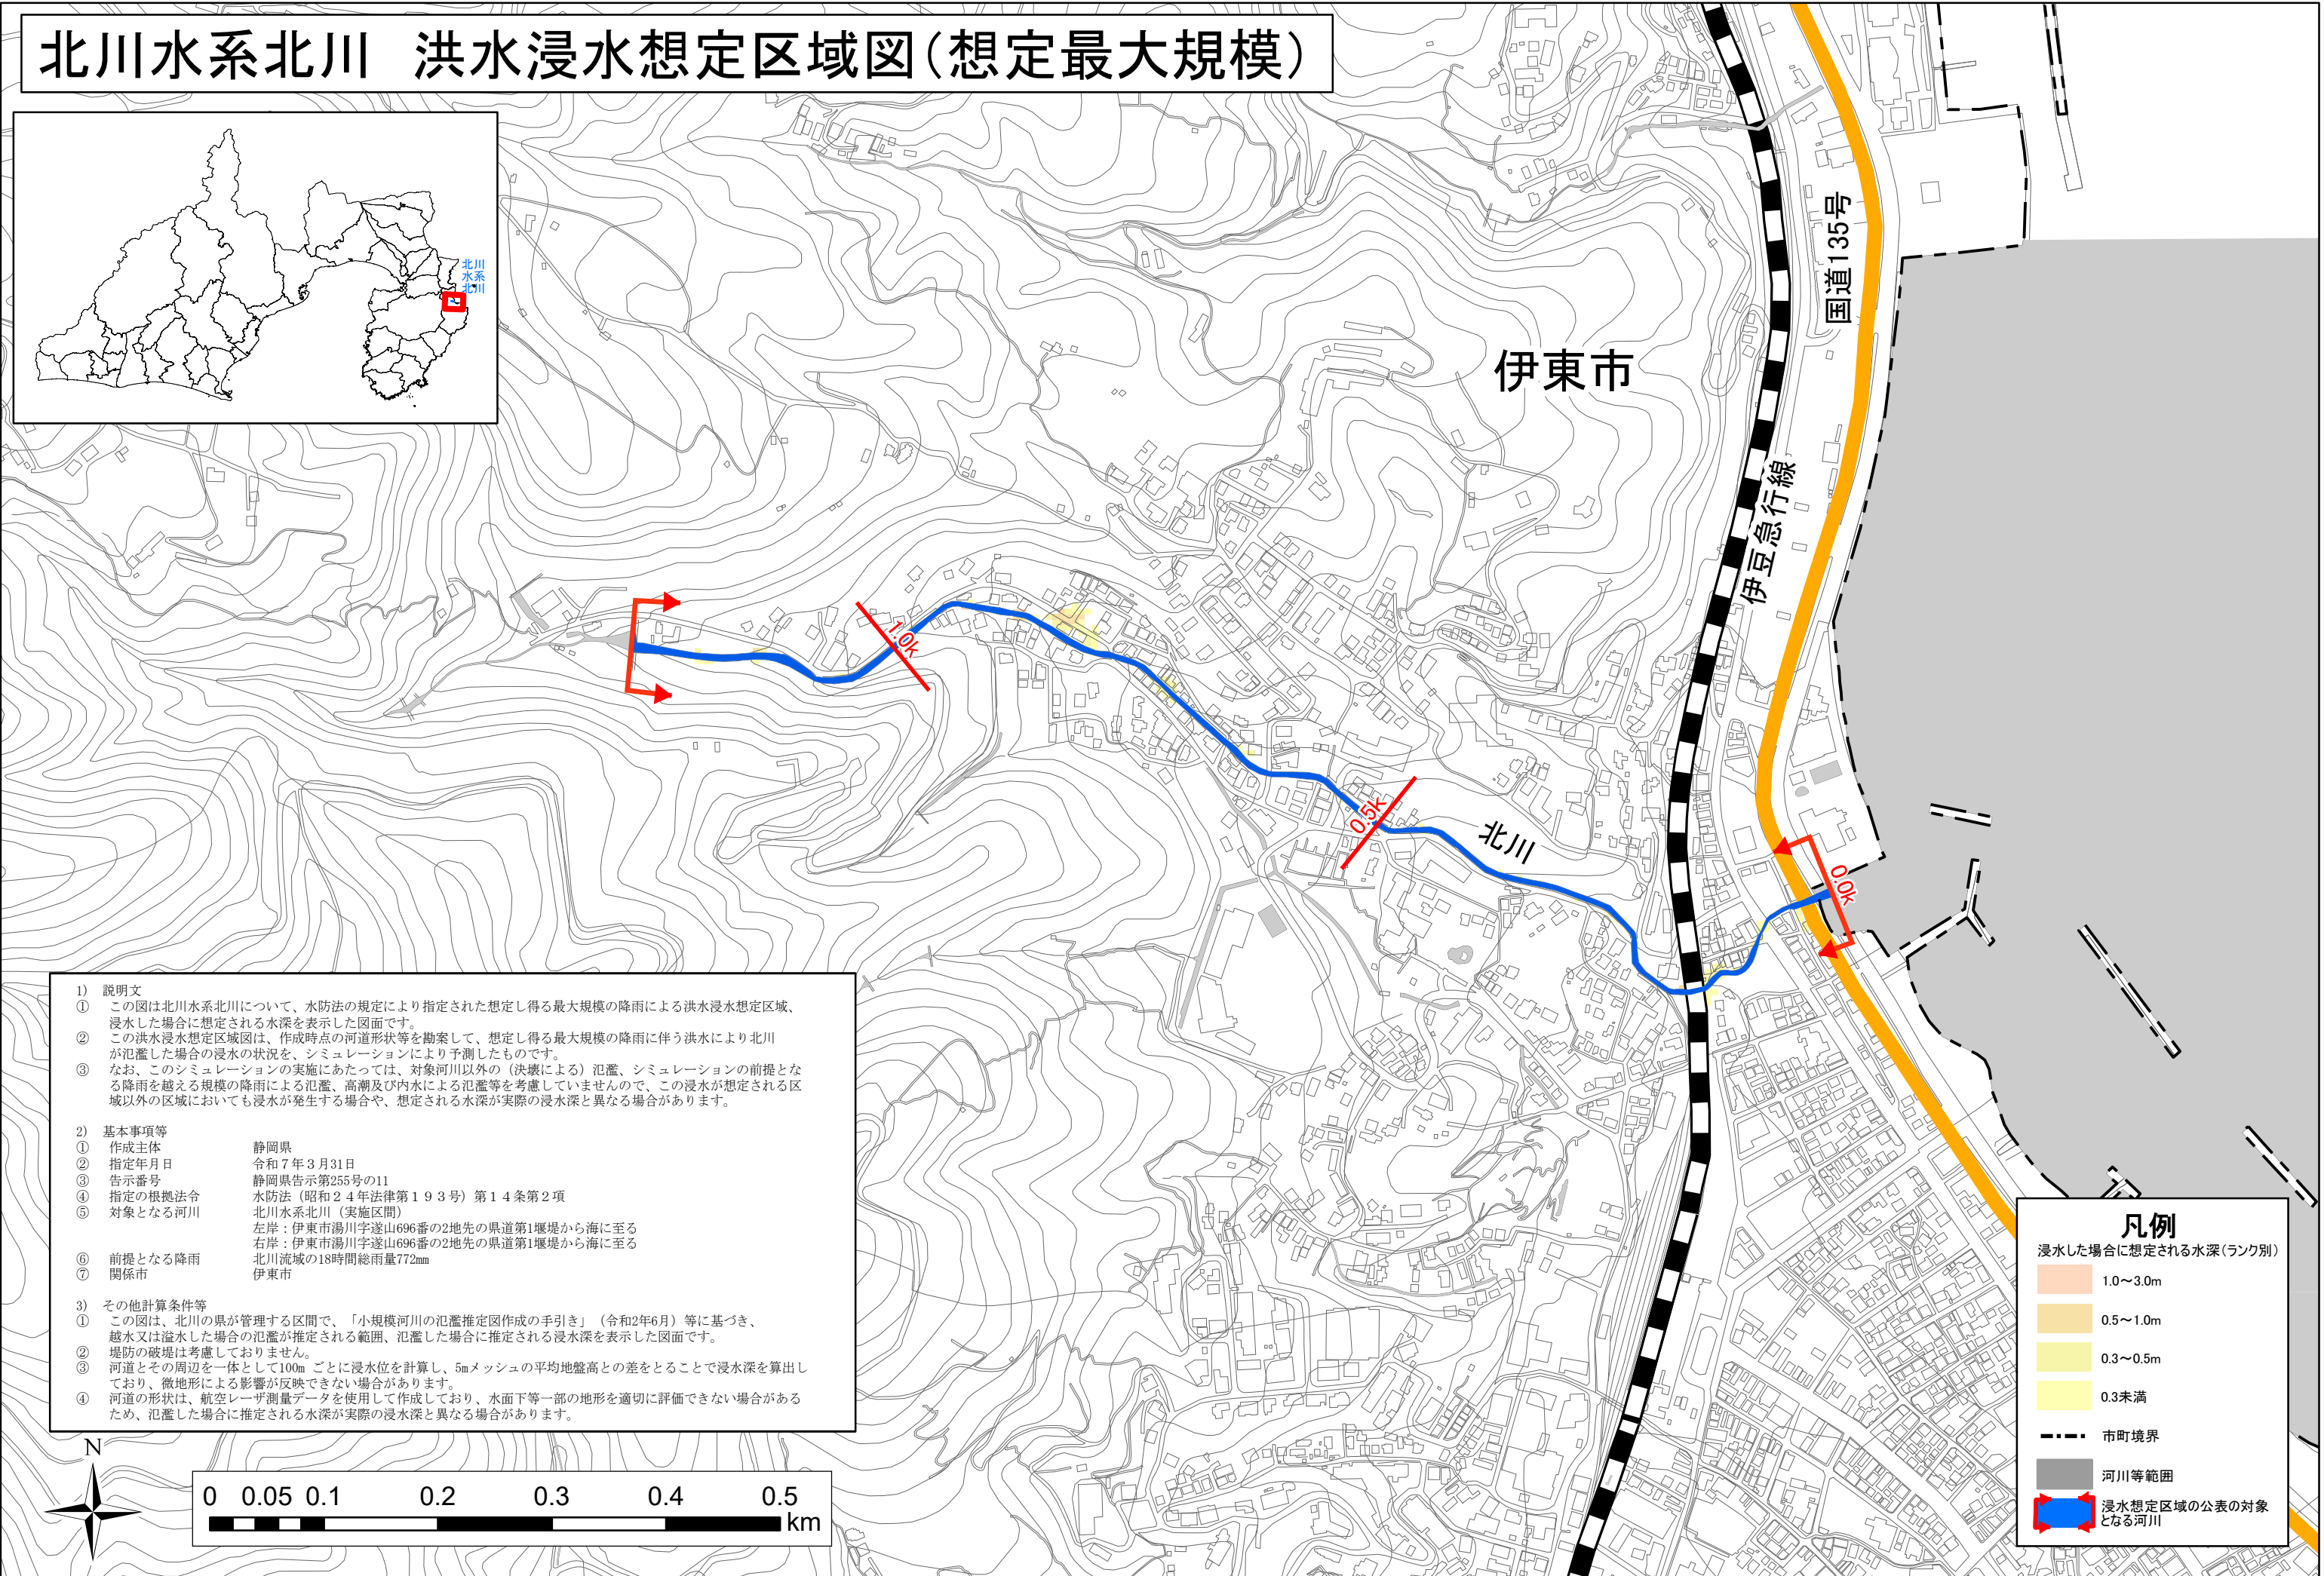 北川水系北川　洪水浸水想定区域図（想定最大規模）
北川
水系
北川
国道135号
伊東市
伊豆急行線
1.0k
0.5k
北川
0.0k
1)　説明文
①　この図は北川水系北川について、水防法の規定により指定された想定し得る最大規模の降雨による洪水浸水想定区域、
浸水した場合に想定される水深を表示した図面です。
②　この洪水浸水想定区域図は、作成時点の河道形状等を勘案して、想定し得る最大規模の降雨に伴う洪水により北川
が氾濫した場合の浸水の状況を、シミュレーションにより予測したものです。
③　なお、このシミュレーションの実施にあたっては、対象河川以外の（決壊による）氾濫、シミュレーションの前提とな
る降雨を越える規模の降雨による氾濫、高潮及び内水による氾濫等を考慮していませんので、この浸水が想定される区
域以外の区域においても浸水が発生する場合や、想定される水深が実際の浸水深と異なる場合があります。
2)　基本事項等
①　作成主体　静岡県
②　指定年月日　令和７年３月31日
③　告示番号　静岡県告示第255号の11
④　指定の根拠法令　水防法（昭和２４年法律第１９３号）第１４条第２項
⑤　対象となる河川　北川水系北川（実施区間）
左岸：伊東市湯川字遂山696番の2地先の県道第1堰堤から海に至る
右岸：伊東市湯川字遂山696番の2地先の県道第1堰堤から海に至る
⑥　前提となる降雨　北川流域の18時間総雨量772mm
⑦　関係市　伊東市
3)　その他計算条件等
①　この図は、北川の県が管理する区間で、「小規模河川の氾濫推定図作成の手引き」（令和2年6月）等に基づき、
越水又は溢水した場合の氾濫が推定される範囲、氾濫した場合に推定される浸水深を表示した図面です。
②　堤防の破堤は考慮しておりません。
③　河道とその周辺を一体として100m ごとに浸水位を計算し、5mメッシュの平均地盤高との差をとることで浸水深を算出し
ており、微地形による影響が反映できない場合があります。
④　河道の形状は、航空レーザ測量データを使用して作成しており、水面下等一部の地形を適切に評価できない場合がある
ため、氾濫した場合に推定される水深が実際の浸水深と異なる場合があります。
N
0 0.05 0.1 0.2 0.3 0.4 0.5
km
凡例
浸水した場合に想定される水深（ランク別）
1.0～3.0m
0.5～1.0m
0.3～0.5m
0.3未満
市町境界
河川等範囲
浸水想定区域の公表の対象
となる河川